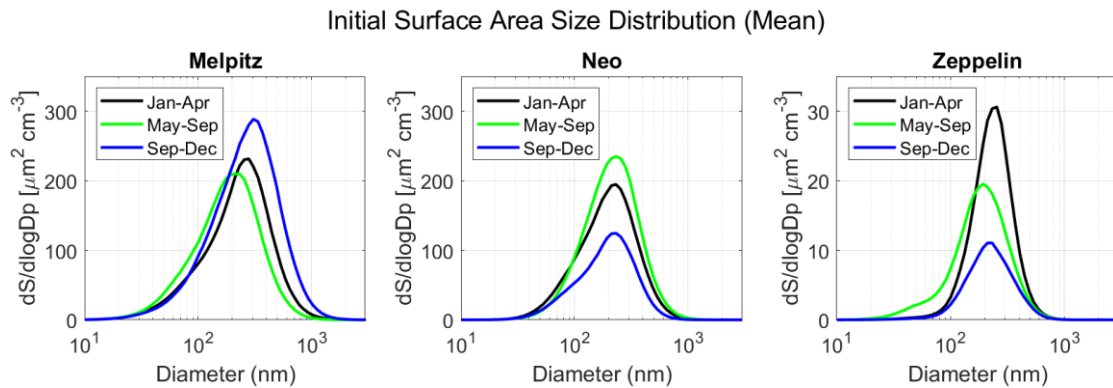 Initial Surface Area Size Distribution (Mean)
Melpitz
dS/dlogDp [μm² cm⁻³]
300
200
100
0
Jan-Apr
May-Sep
Sep-Dec
10¹ 10² 10³
Diameter (nm)
Neo
dS/dlogDp [μm² cm⁻³]
300
200
100
0
Jan-Apr
May-Sep
Sep-Dec
10¹ 10² 10³
Diameter (nm)
Zeppelin
dS/dlogDp [μm² cm⁻³]
30
20
10
0
Jan-Apr
May-Sep
Sep-Dec
10¹ 10² 10³
Diameter (nm)